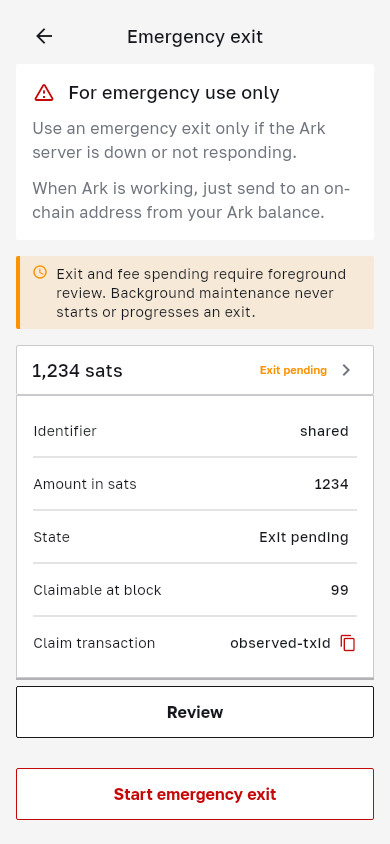 Emergency exit
For emergency use only
Use an emergency exit only if the Ark
server is down or not responding.
When Ark is working, just send to an on-
chain address from your Ark balance.
Exit and fee spending require foreground
review. Background maintenance never
starts or progresses an exit.
1,234 sats Exit pending
Identifier shared
Amount in sats 1234
State Exit pending
Claimable at block 99
Claim transaction observed-txid
Review
Start emergency exit